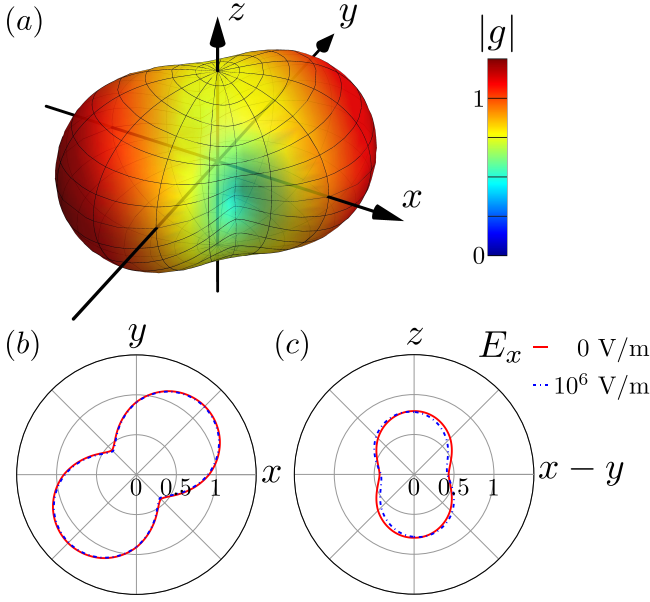 (a)
z
y
|g|
1
x
0
(b)
y
(c)
z
E_x
0 V/m
10^6 V/m
x
x − y
0 0.5 1
0 0.5 1